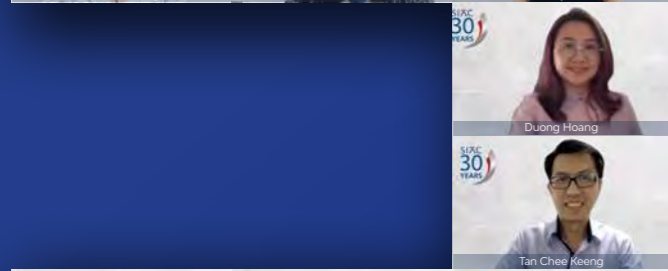 SIAC
30
YEARS
Duong Hoang
SIAC
30
YEARS
Tan Chee Keeng